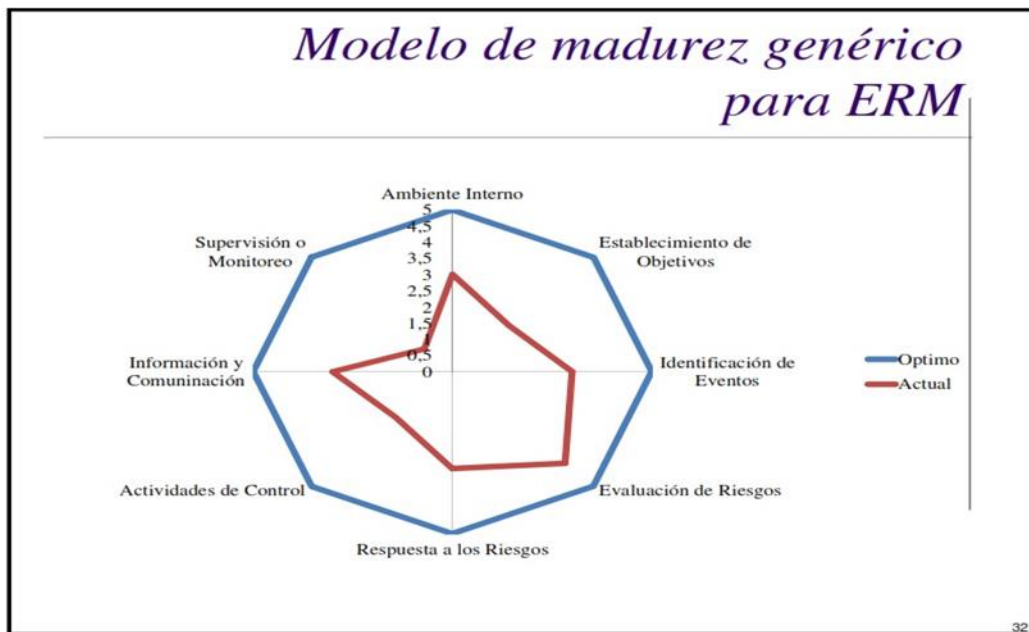 Modelo de madurez genérico
para ERM
Ambiente Interno
5
4,5
4
3,5
3
2,5
2
1,5
1
0,5
0
Establecimiento de
Objetivos
Identificación de
Eventos
Evaluación de Riesgos
Respuesta a los Riesgos
Actividades de Control
Información y
Comuninación
Supervisión o
Monitoreo
Optimo
Actual
32